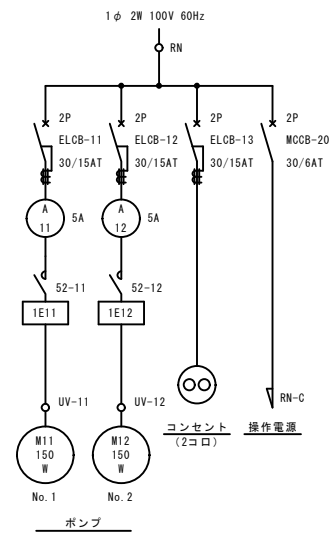 1φ 2W 100V 60Hz
RN
2P 2P 2P 2P
ELCB-11 ELCB-12 ELCB-13 MCCB-20
30/15AT 30/15AT 30/15AT 30/6AT
A 11 5A A 12 5A
52-11 52-12
1E11 1E12
UV-11 UV-12
RN-C
コンセント 操作電源
(2コロ)
M11 M12
150 150
W W
No.1 No.2
ポンプ